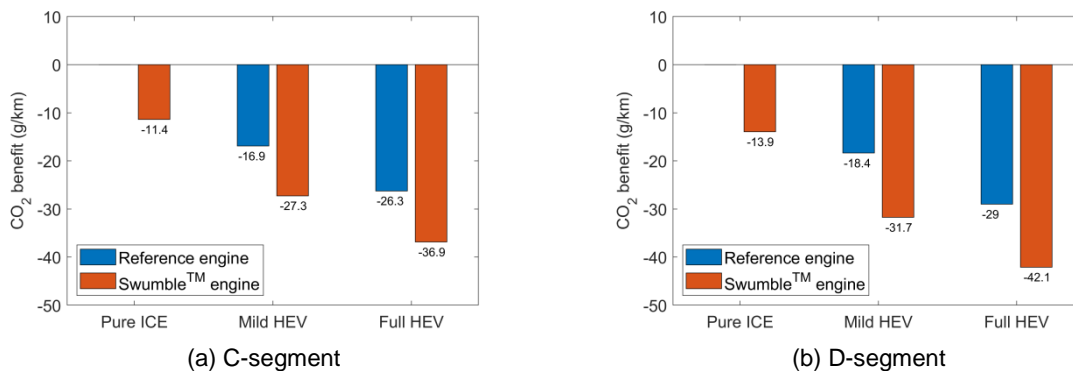 10
0
-10
-20
-30
-40
-50
CO2 benefit (g/km)
-11.4
-16.9
-27.3
-26.3
-36.9
Reference engine
Swumble™ engine
Pure ICE
Mild HEV
Full HEV
(a) C-segment
10
0
-10
-20
-30
-40
-50
CO2 benefit (g/km)
-13.9
-18.4
-31.7
-29
-42.1
Reference engine
Swumble™ engine
Pure ICE
Mild HEV
Full HEV
(b) D-segment